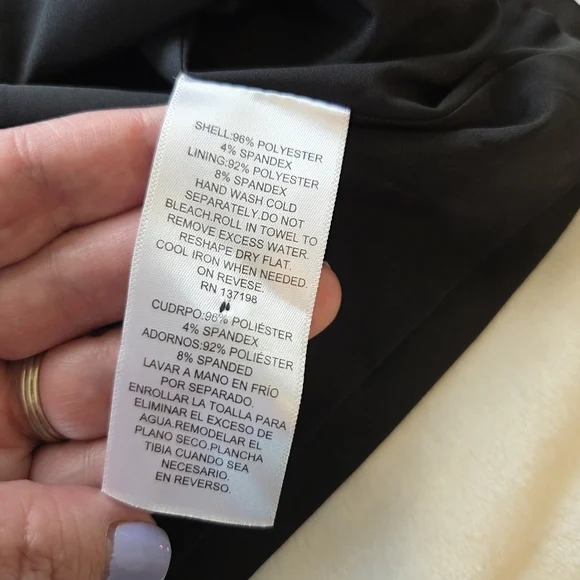 SHELL:96% POLYESTER
4% SPANDEX
LINING:92% POLYESTER
8% SPANDEX
HAND WASH COLD
SEPARATELY.DO NOT
BLEACH.ROLL IN TOWEL TO
REMOVE EXCESS WATER.
RESHAPE DRY FLAT.
COOL IRON WHEN NEEDED.
ON REVESE.
RN 137198
CUDRPO:96% POLIÉSTER
4% SPANDEX
ADORNOS:92% POLIÉSTER
8% SPANDED
LAVAR A MANO EN FRÍO
POR SEPARADO.
ENROLLAR LA TOALLA PARA
ELIMINAR EL EXCESO DE
AGUA.REMODELAR EL
PLANO SECO.PLANCHA
TIBIA CUANDO SEA
NECESARIO.
EN REVERSO.